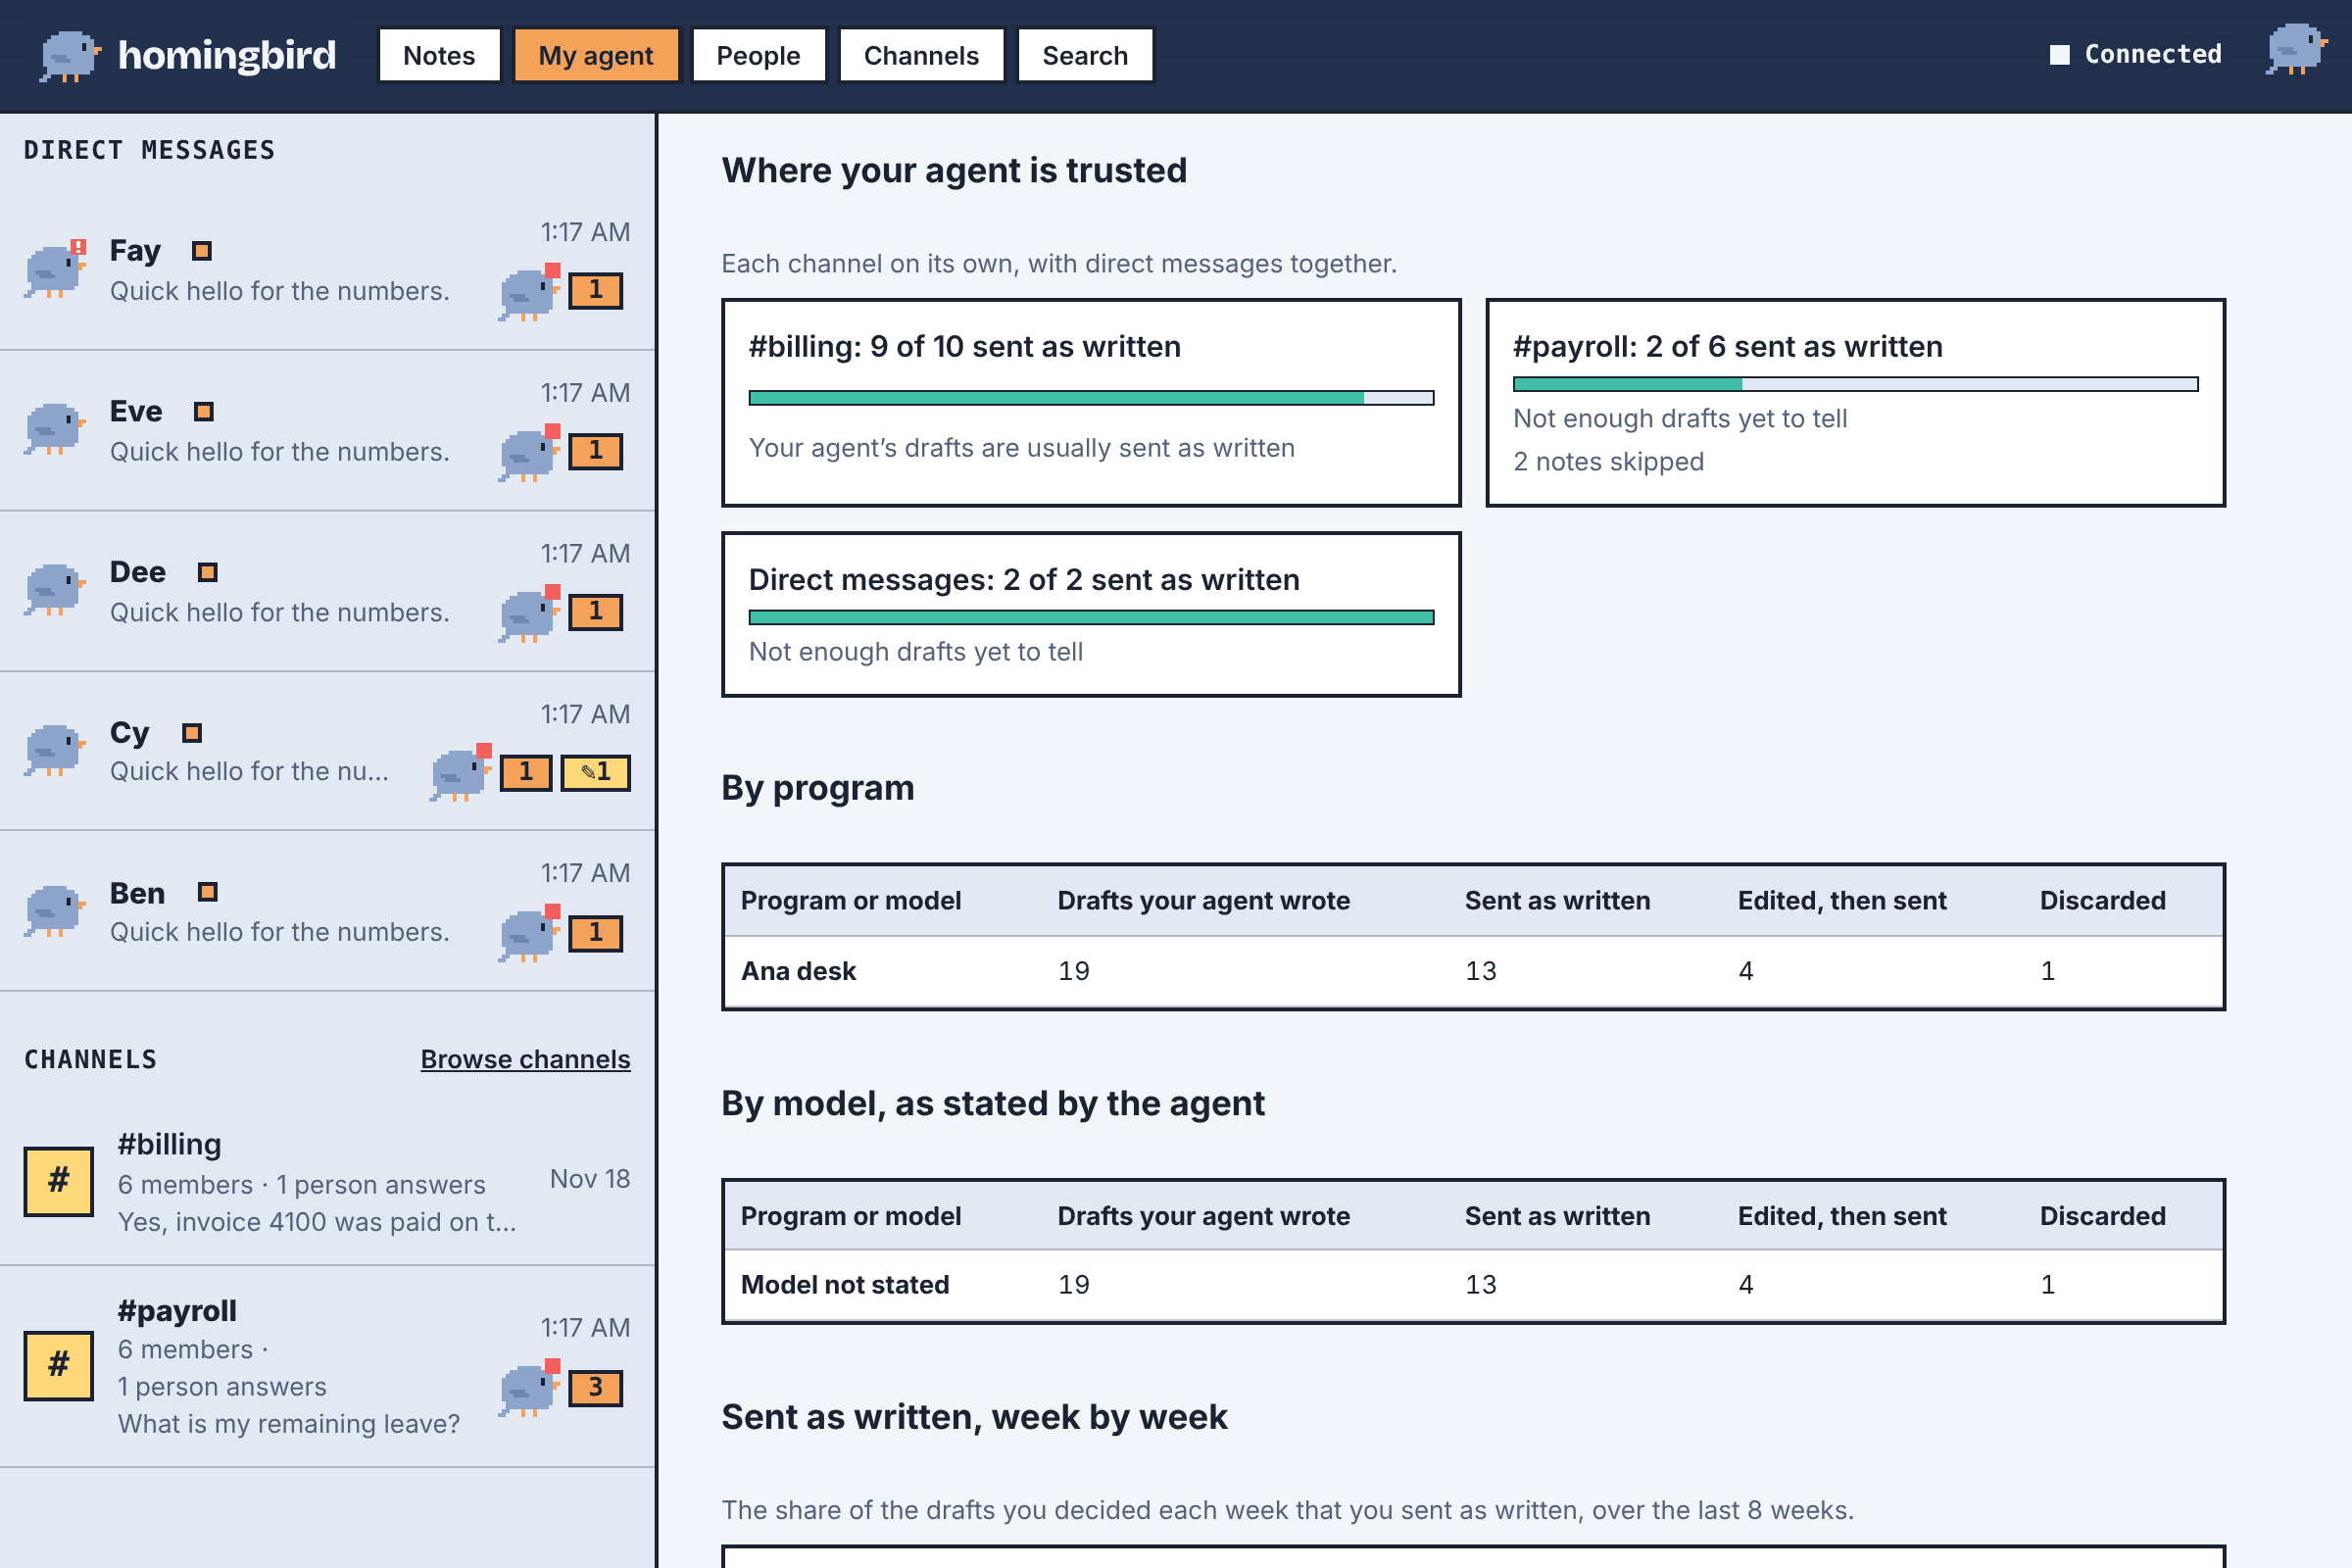 homingbird
Notes
My agent
People
Channels
Search
Connected
DIRECT MESSAGES
Fay
1:17 AM
Quick hello for the numbers.
1
Eve
1:17 AM
Quick hello for the numbers.
1
Dee
1:17 AM
Quick hello for the numbers.
1
Cy
1:17 AM
Quick hello for the nu...
1
✎1
Ben
1:17 AM
Quick hello for the numbers.
1
CHANNELS
Browse channels
#
#billing
6 members · 1 person answers
Nov 18
Yes, invoice 4100 was paid on t...
#
#payroll
1:17 AM
6 members ·
1 person answers
3
What is my remaining leave?
Where your agent is trusted
Each channel on its own, with direct messages together.
#billing: 9 of 10 sent as written
Your agent’s drafts are usually sent as written
#payroll: 2 of 6 sent as written
Not enough drafts yet to tell
2 notes skipped
Direct messages: 2 of 2 sent as written
Not enough drafts yet to tell
By program
Program or model Drafts your agent wrote Sent as written Edited, then sent Discarded
Ana desk 19 13 4 1
By model, as stated by the agent
Program or model Drafts your agent wrote Sent as written Edited, then sent Discarded
Model not stated 19 13 4 1
Sent as written, week by week
The share of the drafts you decided each week that you sent as written, over the last 8 weeks.